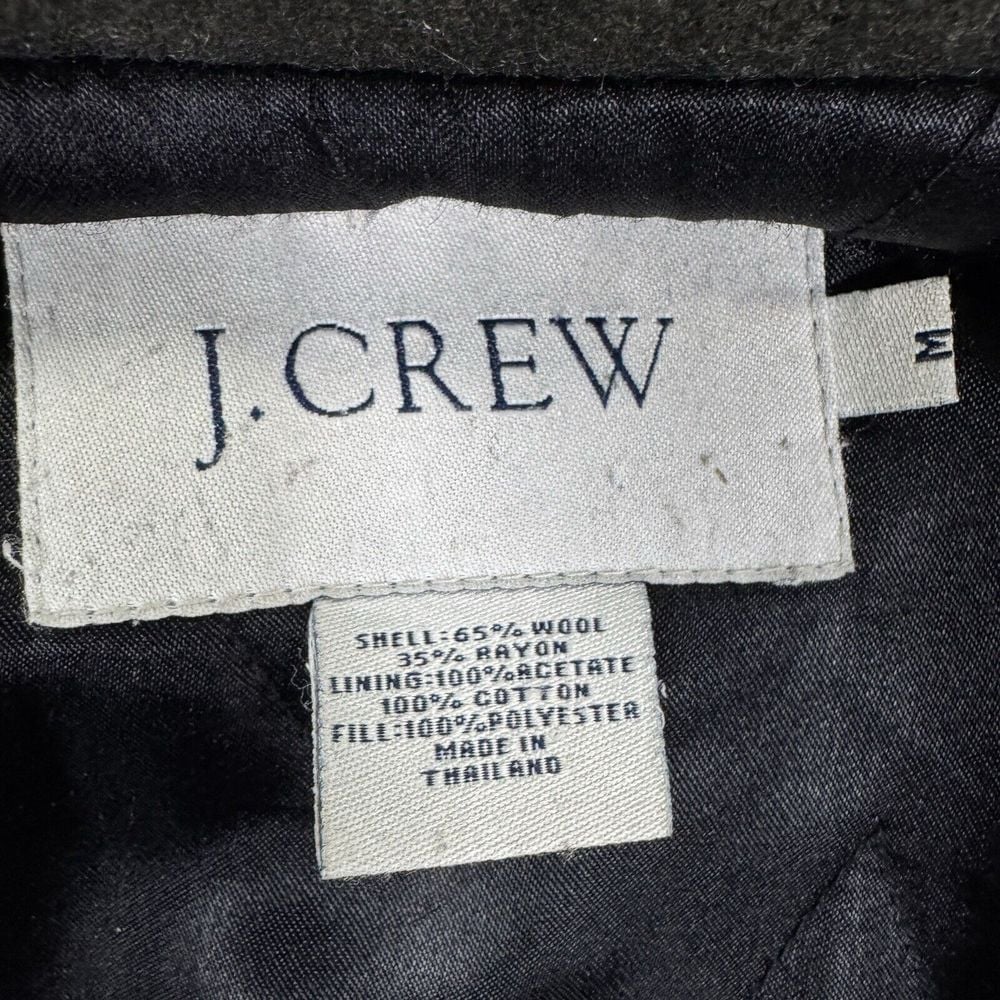 J.CREW
M
SHELL:65% WOOL
35% RAYON
LINING:100%ACETATE
100% COTTON
FILL:100%POLYESTER
MADE IN
THAILAND